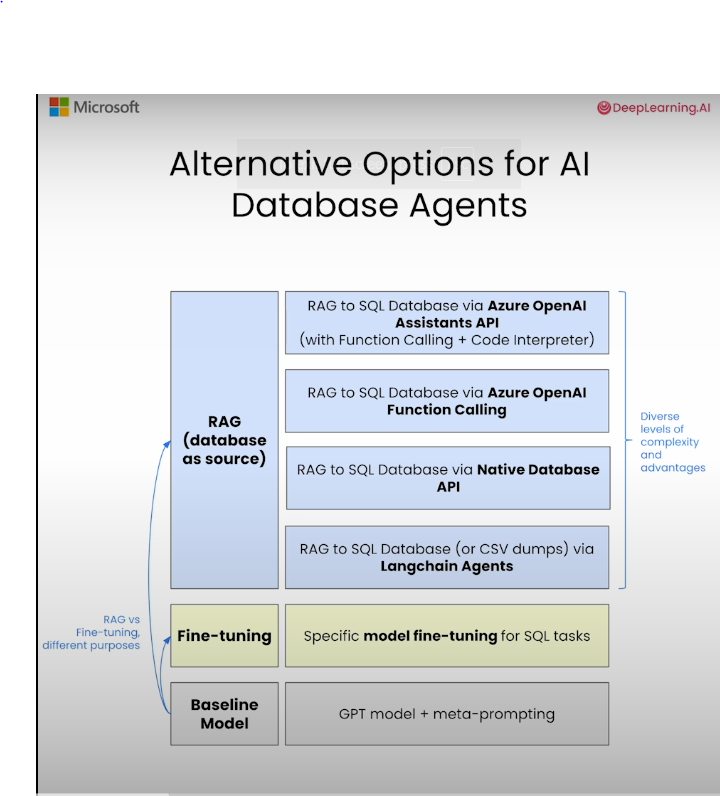 Microsoft
DeepLearning.AI
Alternative Options for AI
Database Agents
RAG
(database
as source)
RAG to SQL Database via Azure OpenAI
Assistants API
(with Function Calling + Code Interpreter)
RAG to SQL Database via Azure OpenAI
Function Calling
RAG to SQL Database via Native Database
API
RAG to SQL Database (or CSV dumps) via
Langchain Agents
Diverse
levels of
complexity
and
advantages
RAG vs
Fine-tuning,
different purposes
Fine-tuning
Specific model fine-tuning for SQL tasks
Baseline
Model
GPT model + meta-prompting